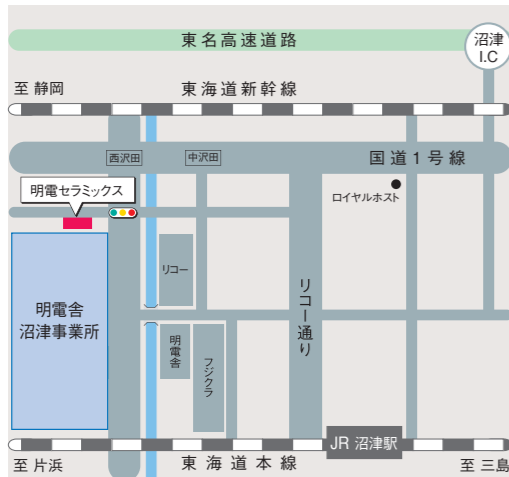 東名高速道路
沼津
I.C
至 静岡
東海道新幹線
西沢田
中沢田
国道1号線
明電セラミックス
ロイヤルホスト
リコー
明電舎
沼津事業所
リコー通り
明電舎
フジクラ
JR 沼津駅
至 片浜
東海道本線
至 三島